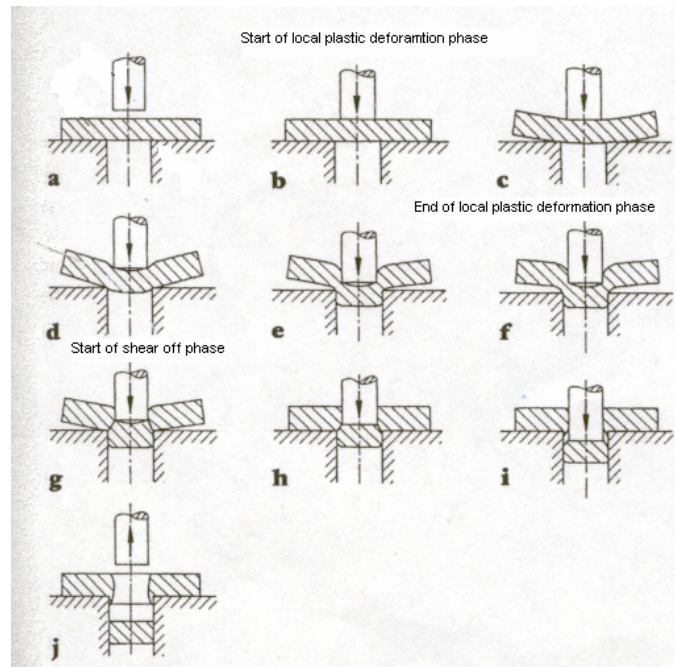 Start of local plastic deforamtion phase
a
b
c
End of local plastic deformation phase
d
e
f
Start of shear off phase
g
h
i
j